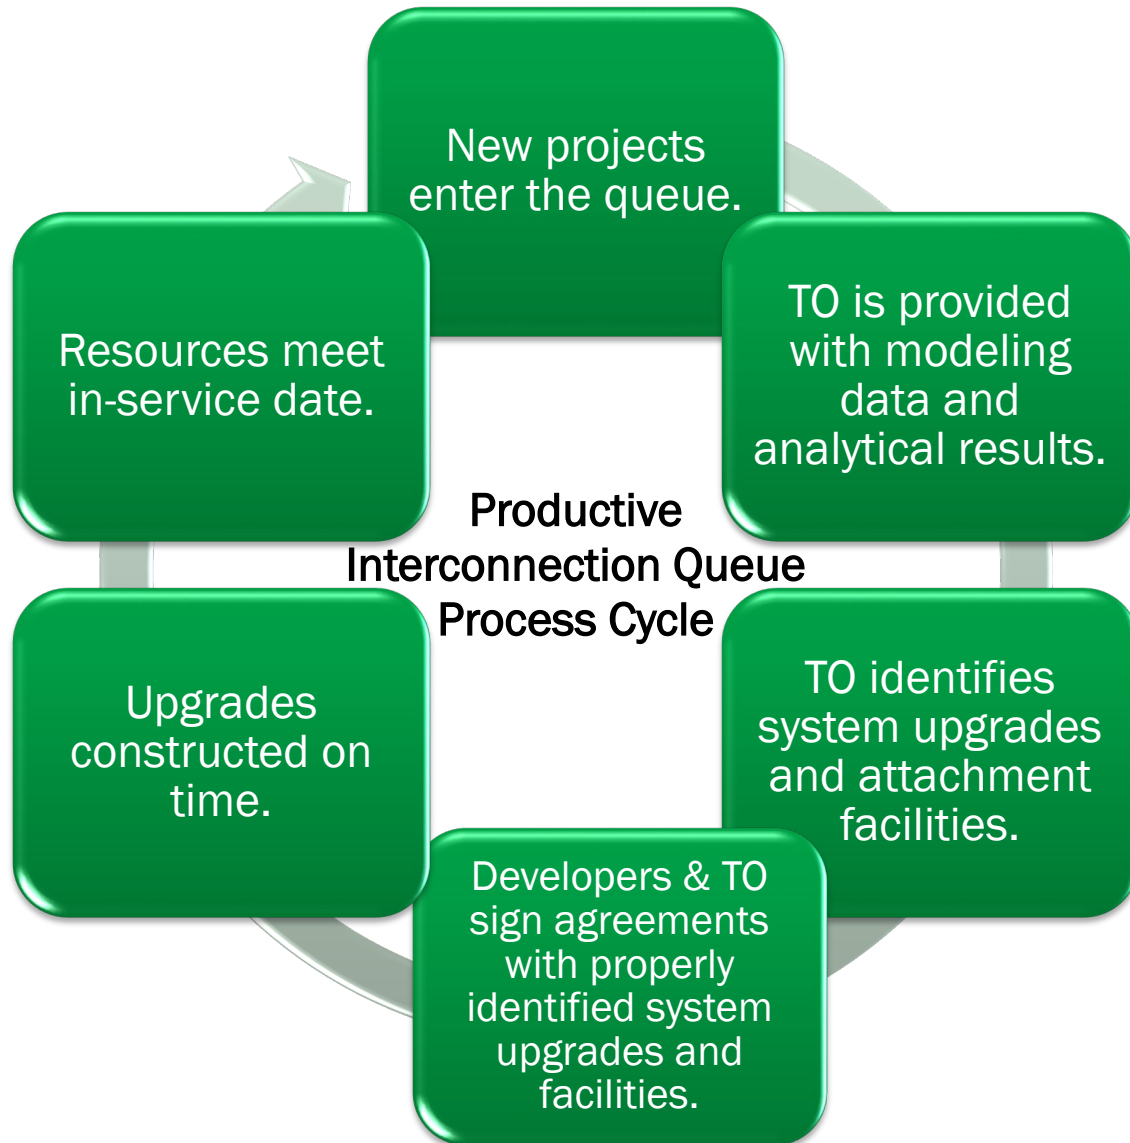 New projects
enter the queue.
TO is provided
with modeling
data and
analytical results.
TO identifies
system upgrades
and attachment
facilities.
Developers & TO
sign agreements
with properly
identified system
upgrades and
facilities.
Upgrades
constructed on
time.
Resources meet
in-service date.
Productive
Interconnection Queue
Process Cycle